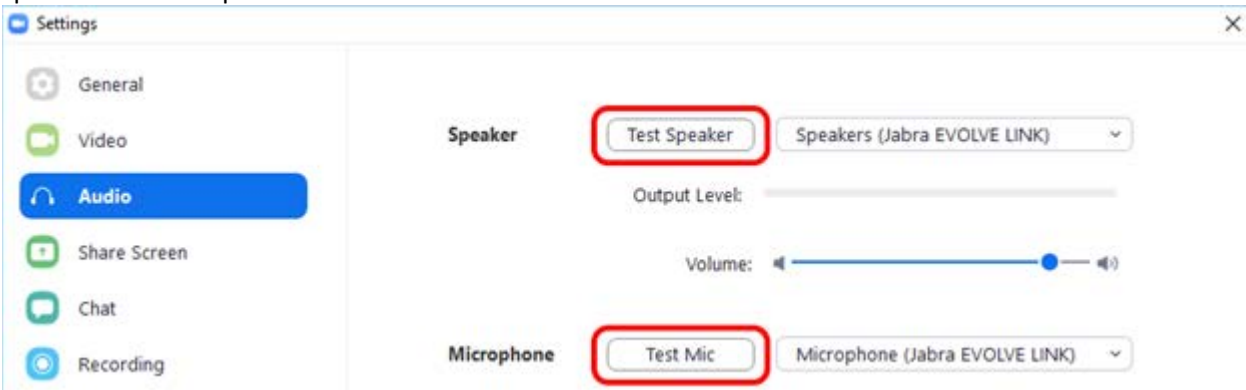 Settings
General
Video
Audio
Share Screen
Chat
Recording
Speaker
Test Speaker
Speakers (Jabra EVOLVE LINK)
Output Level:
Volume:
Microphone
Test Mic
Microphone (Jabra EVOLVE LINK)